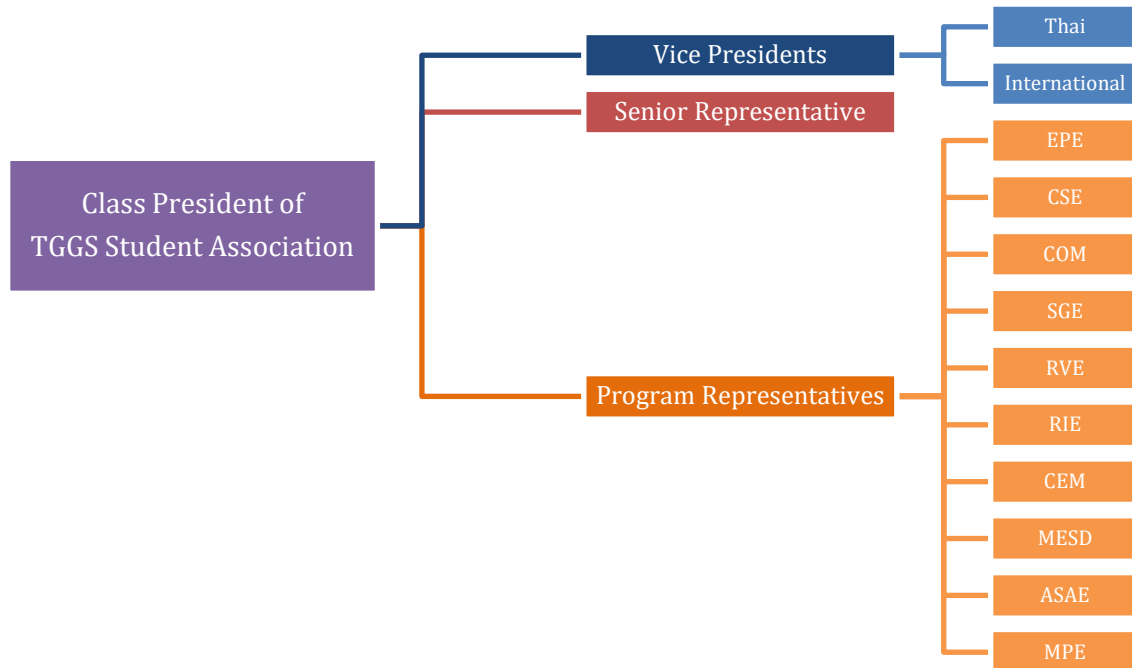 Class President of
TGGS Student Association
Vice Presidents
Thai
International
Senior Representative
Program Representatives
EPE
CSE
COM
SGE
RVE
RIE
CEM
MESD
ASAE
MPE